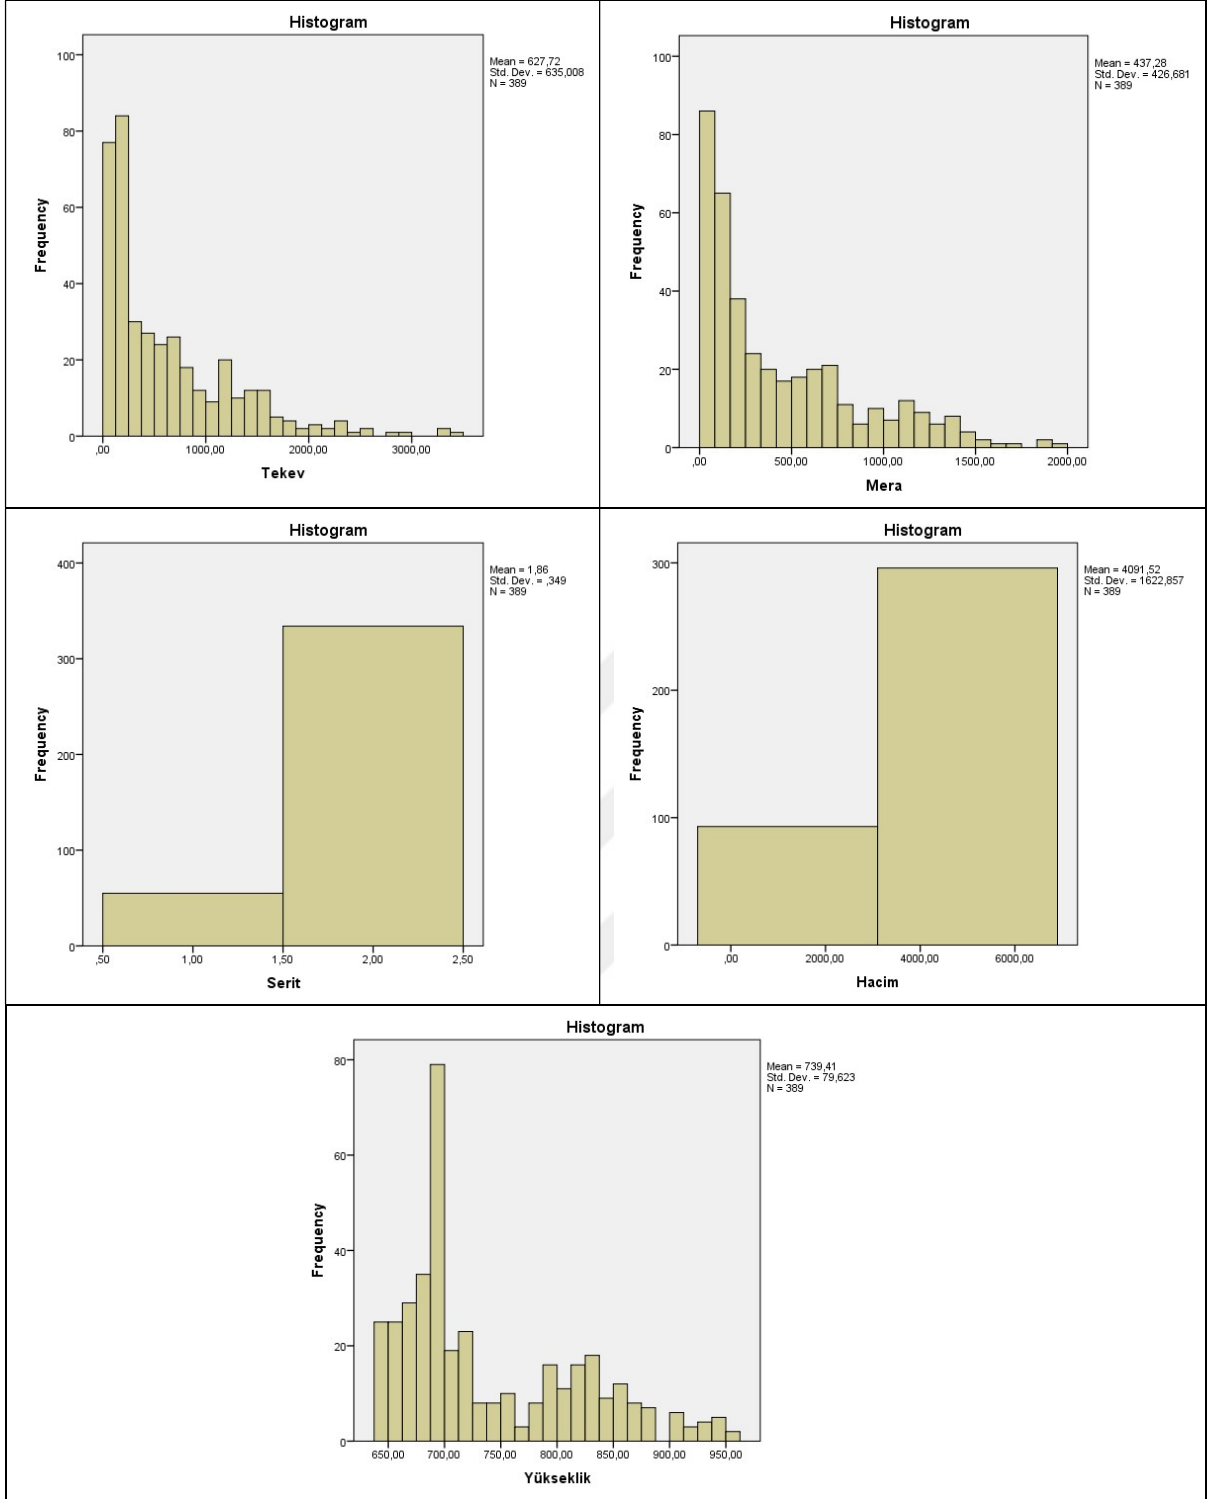 Histogram
Mean = 627,72
Std. Dev. = 635,008
N = 389
Frequency
100
80
60
40
20
0
,00 1000,00 2000,00 3000,00
Tekev
Histogram
Mean = 437,28
Std. Dev. = 426,681
N = 389
Frequency
100
80
60
40
20
0
,00 500,00 1000,00 1500,00 2000,00
Mera
Histogram
Mean = 1,86
Std. Dev. = ,349
N = 389
Frequency
400
300
200
100
0
,50 1,00 1,50 2,00 2,50
Serit
Histogram
Mean = 4091,52
Std. Dev. = 1622,857
N = 389
Frequency
300
200
100
0
,00 2000,00 4000,00 6000,00
Hacim
Histogram
Mean = 739,41
Std. Dev. = 79,623
N = 389
Frequency
80
60
40
20
0
650,00 700,00 750,00 800,00 850,00 900,00 950,00
Yükseklik